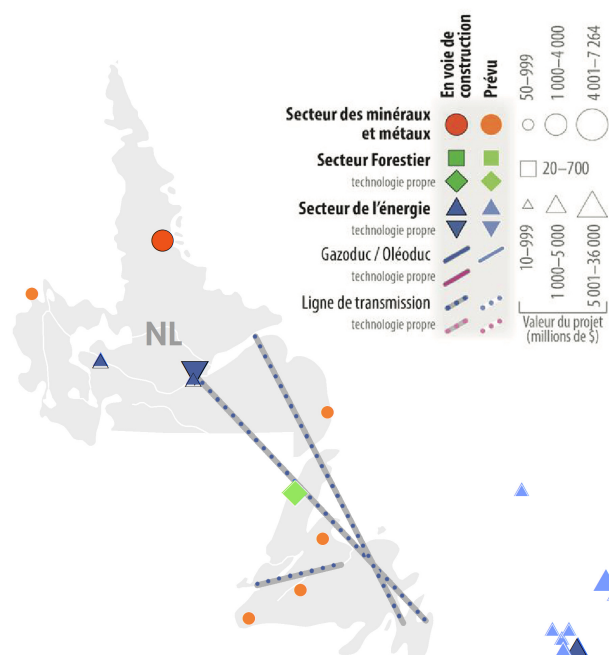 En voie de
construction
Prévu
50–999
1 000–4 000
4 001–7 264
Secteur des minéraux
et métaux
Secteur Forestier
technologie propre
20–700
Secteur de l'énergie
technologie propre
Gazoduc / Oléoduc
technologie propre
Ligne de transmission
technologie propre
10–999
1 000–5 000
5 001–36 000
Valeur du projet
(millions de $)
NL